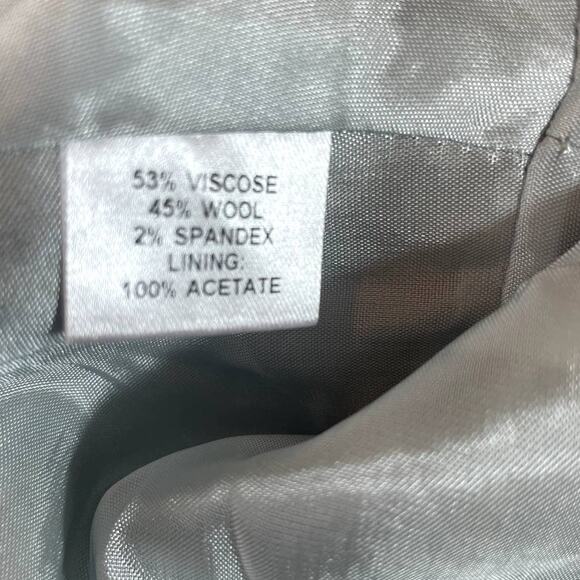 53% VISCOSE
45% WOOL
2% SPANDEX
LINING:
100% ACETATE